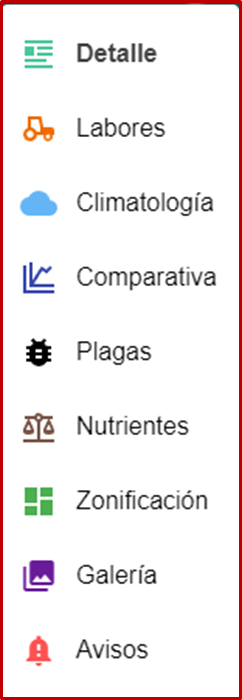 Detalle
Labores
Climatología
Comparativa
Plagas
Nutrientes
Zonificación
Galería
Avisos